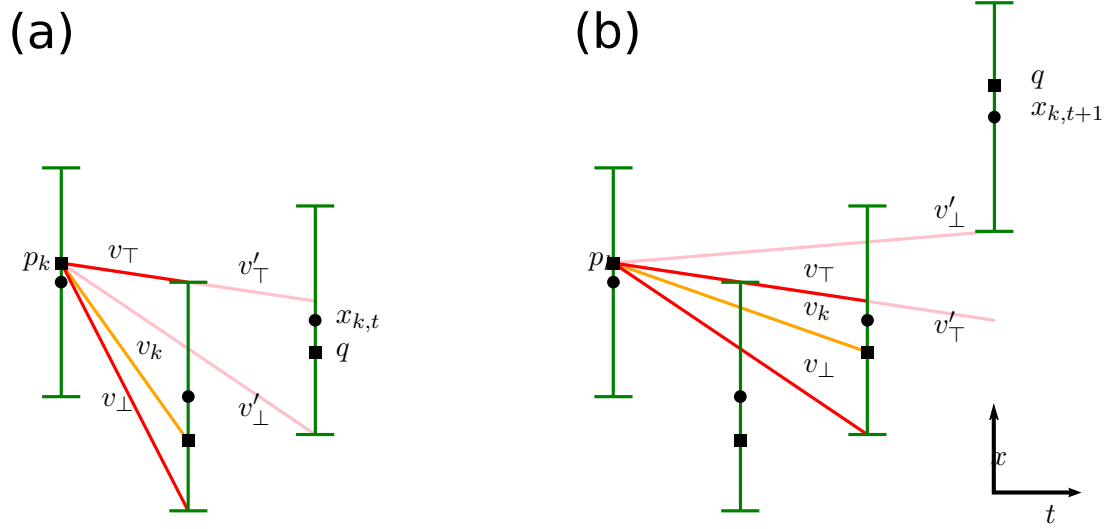 (a)
p_k
v_⊤
v'_⊤
x_{k,t}
q
v_k
v_⊥
v'_⊥
(b)
q
x_{k,t+1}
v'_⊥
p_k
v_⊤
v_k
v'_⊤
v_⊥
x
t